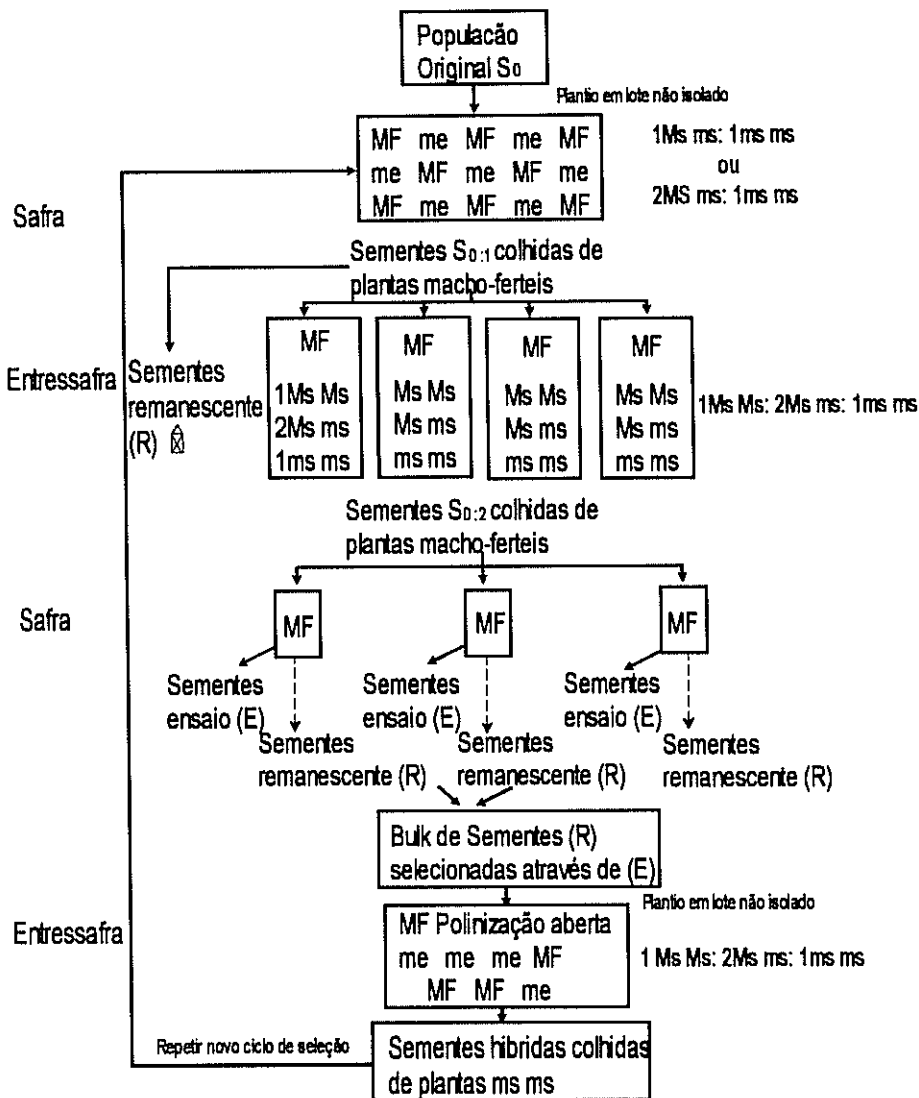 População
Original S0
Plantio em lote não isolado
MF me MF me MF
me MF me MF me
MF me MF me MF
1Ms ms: 1ms ms
ou
2MS ms: 1ms ms
Safra
Sementes S0:1 colhidas de
plantas macho-ferteis
Entressafra
Sementes
remanescente
(R)
MF
1Ms Ms
2Ms ms
1ms ms
MF
Ms Ms
Ms ms
ms ms
MF
Ms Ms
Ms ms
ms ms
MF
Ms Ms
Ms ms
ms ms
1Ms Ms: 2Ms ms: 1ms ms
Sementes S0:2 colhidas de
plantas macho-ferteis
Safra
MF
MF
MF
Sementes
ensaio (E)
Sementes
ensaio (E)
Sementes
ensaio (E)
Sementes
remanescente (R)
Sementes
remanescente (R)
Sementes
remanescente (R)
Bulk de Sementes (R)
selecionadas através de (E)
Plantio em lote não isolado
Entressafra
MF Polinização aberta
me me me MF
MF MF me
1 Ms Ms: 2Ms ms: 1ms ms
Repetir novo ciclo de seleção
Sementes hibridas colhidas
de plantas ms ms